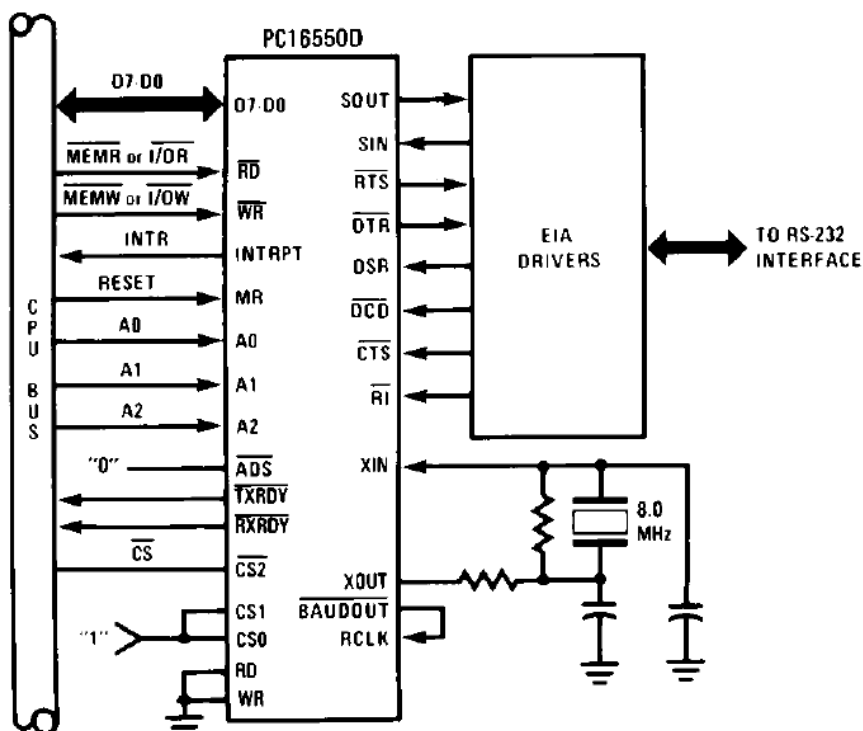 PC16550D
D7-D0
D7-D0
SOUT
SIN
MEMR or I/OR
RD
RTS
MEMW or I/OW
WR
DTR
INTR
INTRPT
DSR
RESET
MR
DCD
A0
A0
CTS
A1
A1
RI
A2
A2
EIA
DRIVERS
TO RS-232
INTERFACE
CPU BUS
"0"
ADS
XIN
TXRDY
RXRDY
8.0
MHz
CS
CS2
XOUT
CS1
BAUDOUT
"1"
CS0
RCLK
RD
WR